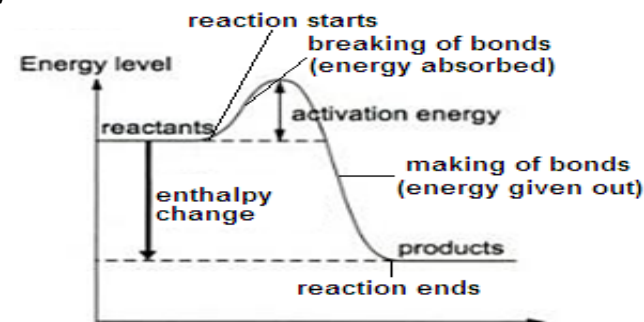 reaction starts
breaking of bonds
(energy absorbed)
Energy level
activation energy
reactants
making of bonds
(energy given out)
enthalpy
change
products
reaction ends